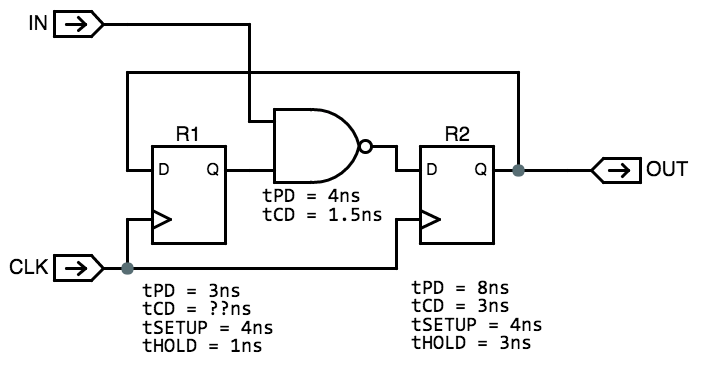 IN
R1
R2
D Q
D Q
OUT
tPD = 4ns
tCD = 1.5ns
CLK
tPD = 3ns
tCD = ??ns
tSETUP = 4ns
tHOLD = 1ns
tPD = 8ns
tCD = 3ns
tSETUP = 4ns
tHOLD = 3ns